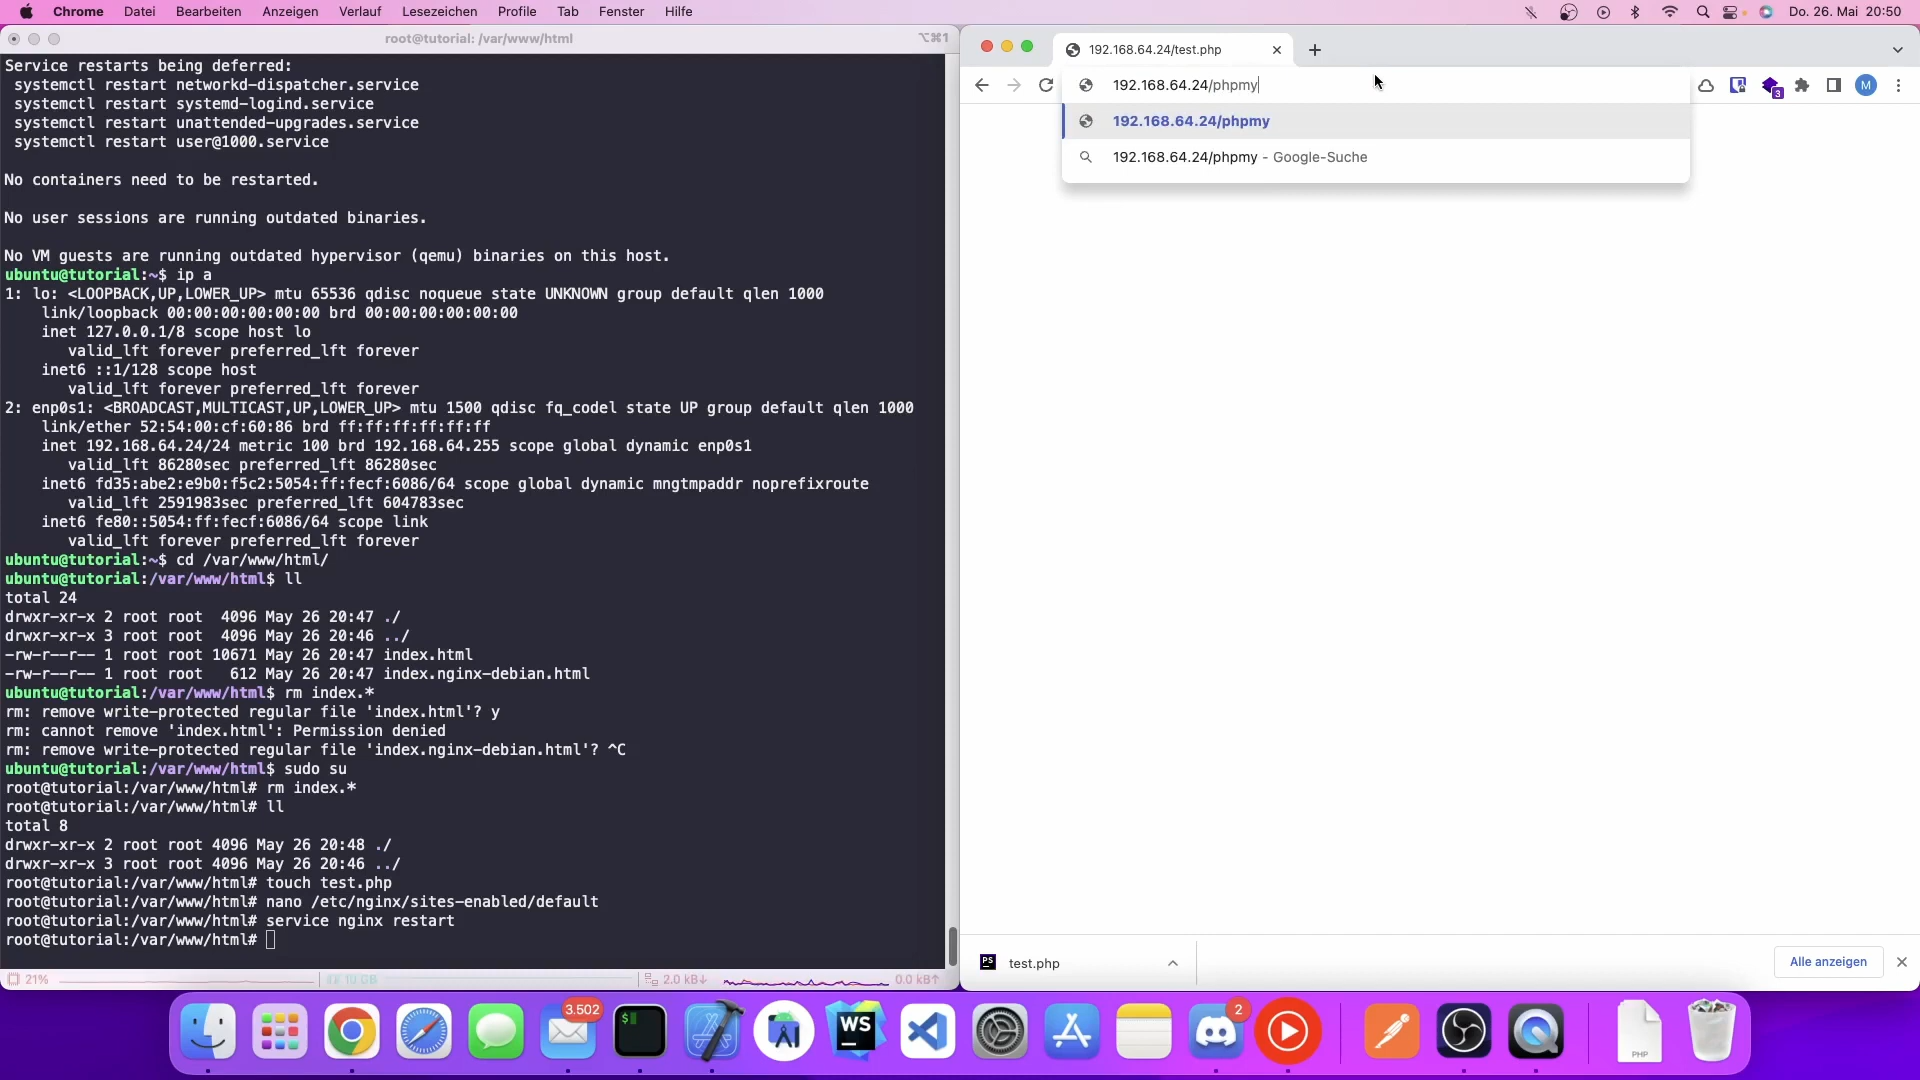 Chrome Datei Bearbeiten Anzeigen Verlauf Lesezeichen Profile Tab Fenster Hilfe Do. 26. Mai 20:50
root@tutorial: /var/www/html ⌥⌘1
Service restarts being deferred:
systemctl restart networkd-dispatcher.service
systemctl restart systemd-logind.service
systemctl restart unattended-upgrades.service
systemctl restart user@1000.service
No containers need to be restarted.
No user sessions are running outdated binaries.
No VM guests are running outdated hypervisor (qemu) binaries on this host.
ubuntu@tutorial:~$ ip a
1: lo: <LOOPBACK,UP,LOWER_UP> mtu 65536 qdisc noqueue state UNKNOWN group default qlen 1000
link/loopback 00:00:00:00:00:00 brd 00:00:00:00:00:00
inet 127.0.0.1/8 scope host lo
valid_lft forever preferred_lft forever
inet6 ::1/128 scope host
valid_lft forever preferred_lft forever
2: enp0s1: <BROADCAST,MULTICAST,UP,LOWER_UP> mtu 1500 qdisc fq_codel state UP group default qlen 1000
link/ether 52:54:00:cf:60:86 brd ff:ff:ff:ff:ff:ff
inet 192.168.64.24/24 metric 100 brd 192.168.64.255 scope global dynamic enp0s1
valid_lft 86280sec preferred_lft 86280sec
inet6 fd35:abe2:e9b0:f5c2:5054:ff:fecf:6086/64 scope global dynamic mngtmpaddr noprefixroute
valid_lft 2591983sec preferred_lft 604783sec
inet6 fe80::5054:ff:fecf:6086/64 scope link
valid_lft forever preferred_lft forever
ubuntu@tutorial:~$ cd /var/www/html/
ubuntu@tutorial:/var/www/html$ ll
total 24
drwxr-xr-x 2 root root 4096 May 26 20:47 ./
drwxr-xr-x 3 root root 4096 May 26 20:46 ../
-rw-r--r-- 1 root root 10671 May 26 20:47 index.html
-rw-r--r-- 1 root root 612 May 26 20:47 index.nginx-debian.html
ubuntu@tutorial:/var/www/html$ rm index.*
rm: remove write-protected regular file 'index.html'? y
rm: cannot remove 'index.html': Permission denied
rm: remove write-protected regular file 'index.nginx-debian.html'? ^C
ubuntu@tutorial:/var/www/html$ sudo su
root@tutorial:/var/www/html# rm index.*
root@tutorial:/var/www/html# ll
total 8
drwxr-xr-x 2 root root 4096 May 26 20:48 ./
drwxr-xr-x 3 root root 4096 May 26 20:46 ../
root@tutorial:/var/www/html# touch test.php
root@tutorial:/var/www/html# nano /etc/nginx/sites-enabled/default
root@tutorial:/var/www/html# service nginx restart
root@tutorial:/var/www/html#
21% 10 GB 2.0 kB↓ 0.0 kB↑
192.168.64.24/test.php
192.168.64.24/phpmy
3
M
192.168.64.24/phpmy
192.168.64.24/phpmy - Google-Suche
PS test.php
Alle anzeigen
3.502
$
WS
2
PHP